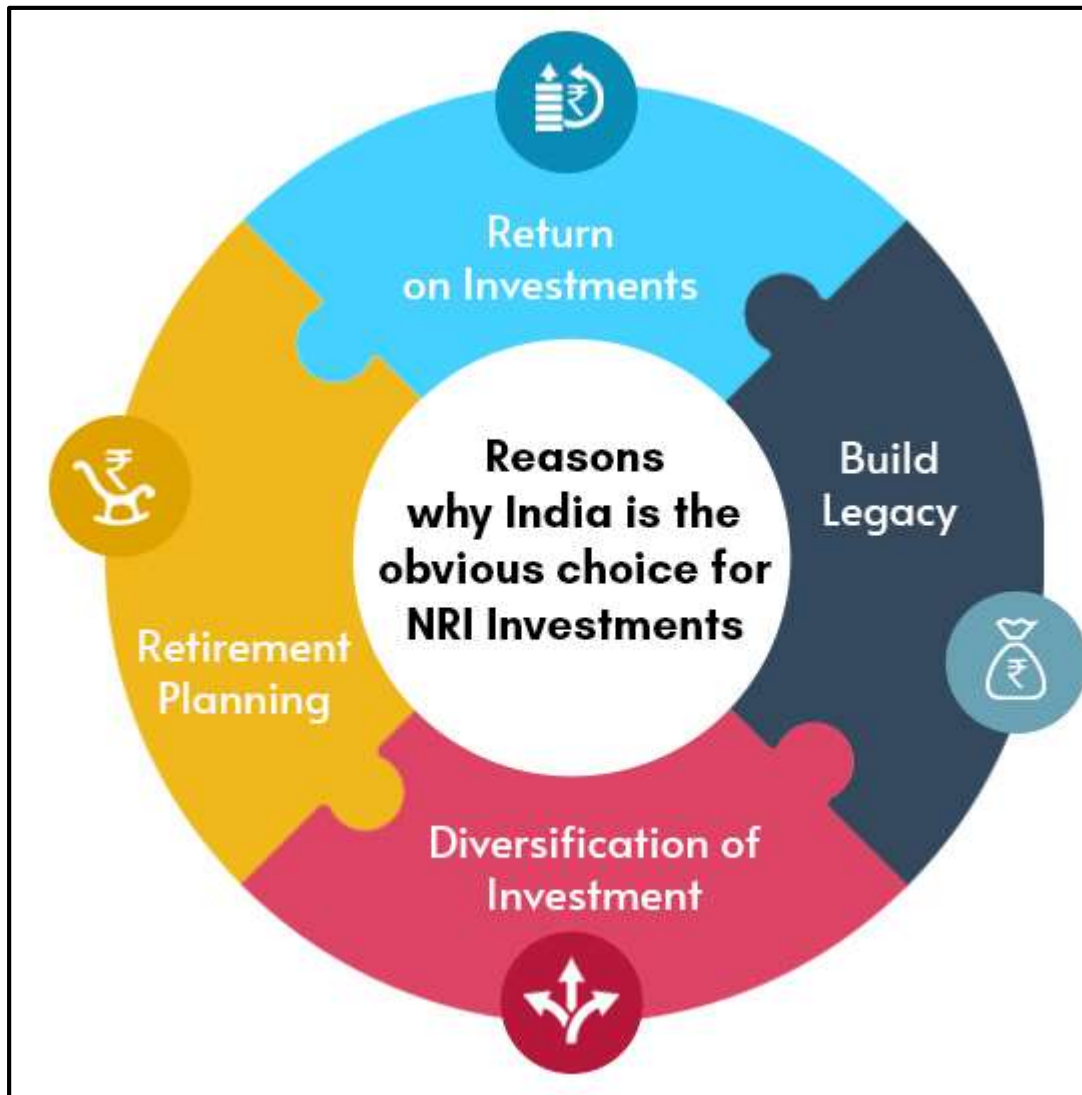 Return
on Investments
Reasons
why India is the
obvious choice for
NRI Investments
Build
Legacy
Retirement
Planning
Diversification of
Investment
₹
₹
₹